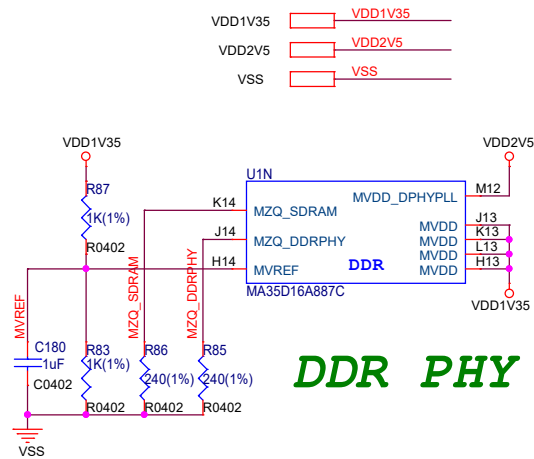 VDD1V35 VDD1V35
VDD2V5 VDD2V5
VSS VSS
VDD1V35
VDD2V5
R87
1K(1%)
R0402
U1N
K14 MZQ_SDRAM
J14 MZQ_DDRPHY
H14 MVREF
MVDD_DPHYPLL M12
MVDD J13
MVDD K13
MVDD L13
MVDD H13
DDR
MA35D16A887C
VDD1V35
MVREF
MZQ_SDRAM
MZQ_DDRPHY
C180
1uF
C0402
R83
1K(1%)
R0402
R86
240(1%)
R0402
R85
240(1%)
R0402
DDR PHY
VSS